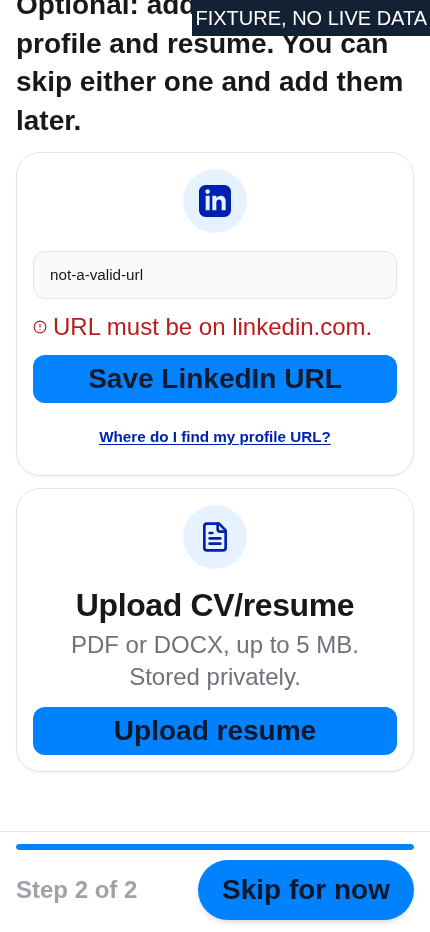 Optional: add
FIXTURE, NO LIVE DATA
profile and resume. You can
skip either one and add them
later.
in
not-a-valid-url
URL must be on linkedin.com.
Save LinkedIn URL
Where do I find my profile URL?
Upload CV/resume
PDF or DOCX, up to 5 MB.
Stored privately.
Upload resume
Step 2 of 2
Skip for now